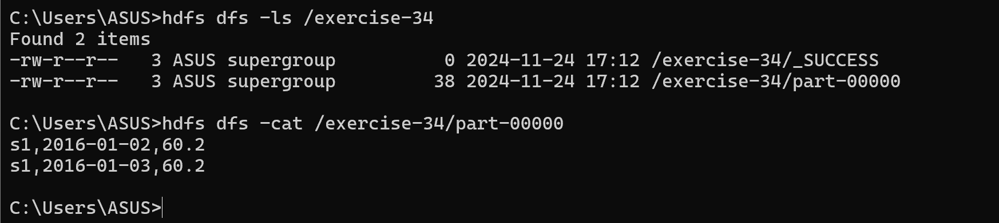 C:\Users\ASUS>hdfs dfs -ls /exercise-34
Found 2 items
-rw-r--r--   3 ASUS supergroup          0 2024-11-24 17:12 /exercise-34/_SUCCESS
-rw-r--r--   3 ASUS supergroup         38 2024-11-24 17:12 /exercise-34/part-00000
C:\Users\ASUS>hdfs dfs -cat /exercise-34/part-00000
s1,2016-01-02,60.2
s1,2016-01-03,60.2
C:\Users\ASUS>